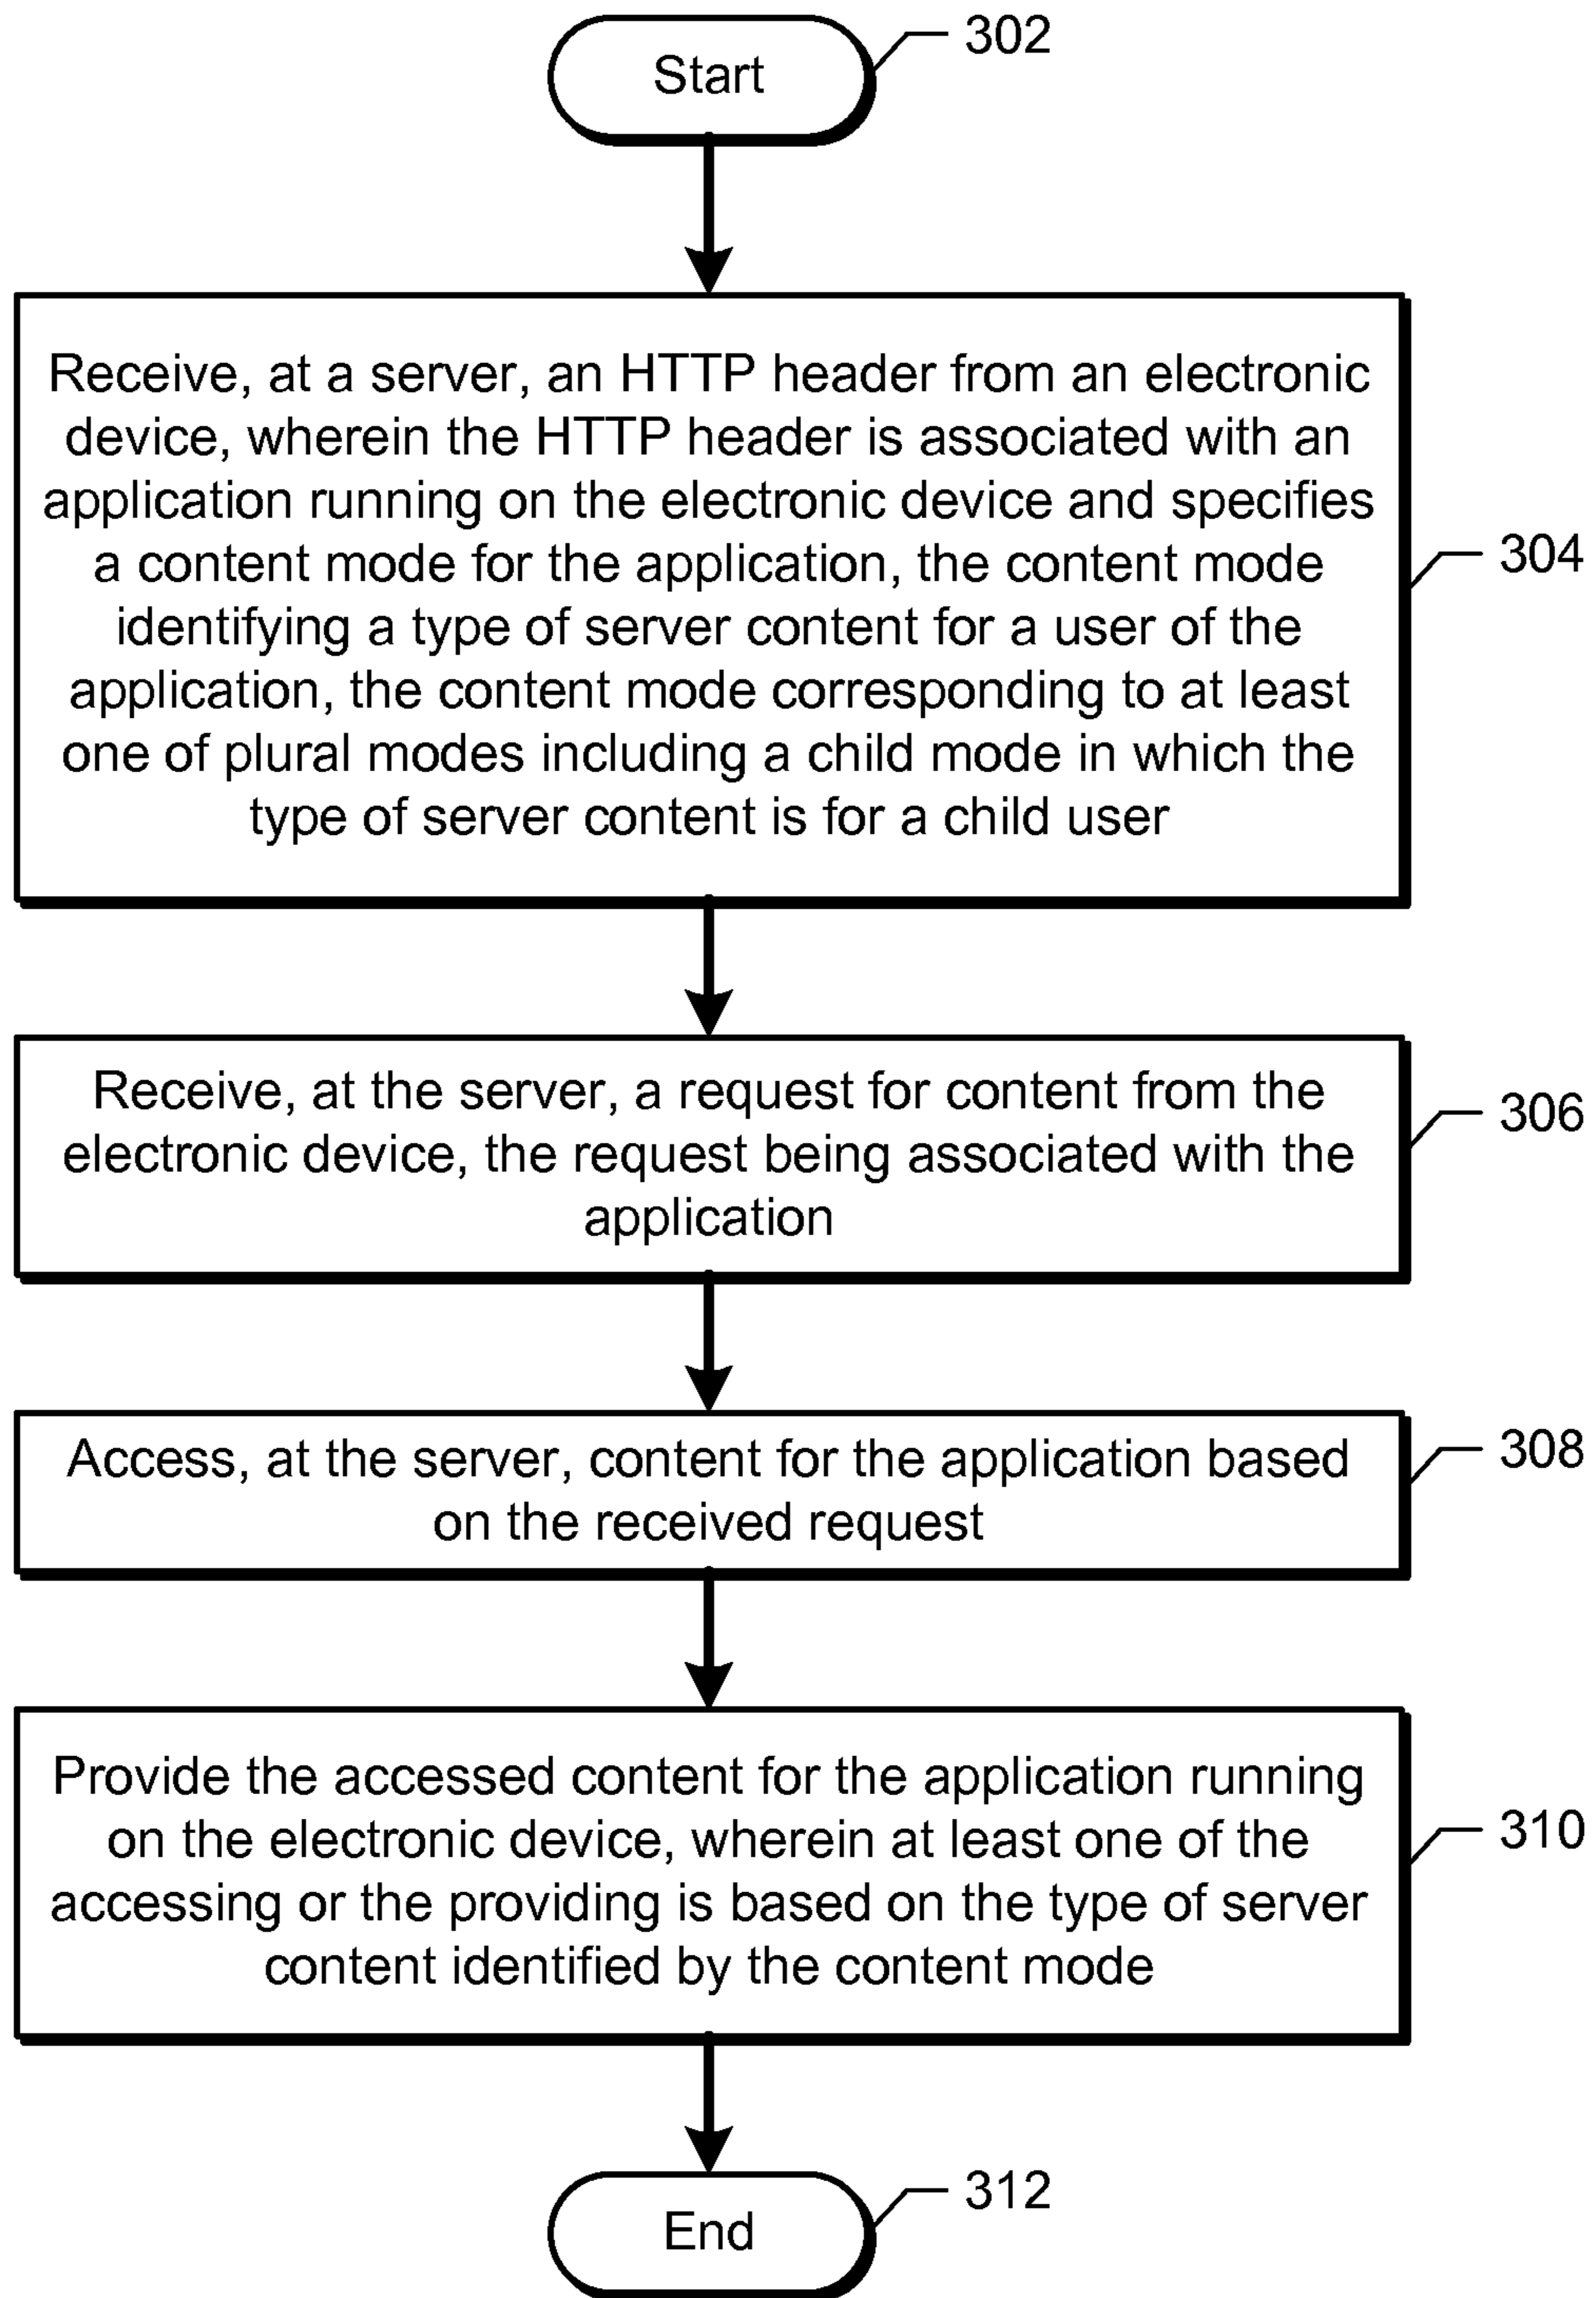 Start
302
Receive, at a server, an HTTP header from an electronic
device, wherein the HTTP header is associated with an
application running on the electronic device and specifies
a content mode for the application, the content mode
identifying a type of server content for a user of the
application, the content mode corresponding to at least
one of plural modes including a child mode in which the
type of server content is for a child user
304
Receive, at the server, a request for content from the
electronic device, the request being associated with the
application
306
Access, at the server, content for the application based
on the received request
308
Provide the accessed content for the application running
on the electronic device, wherein at least one of the
accessing or the providing is based on the type of server
content identified by the content mode
310
End
312